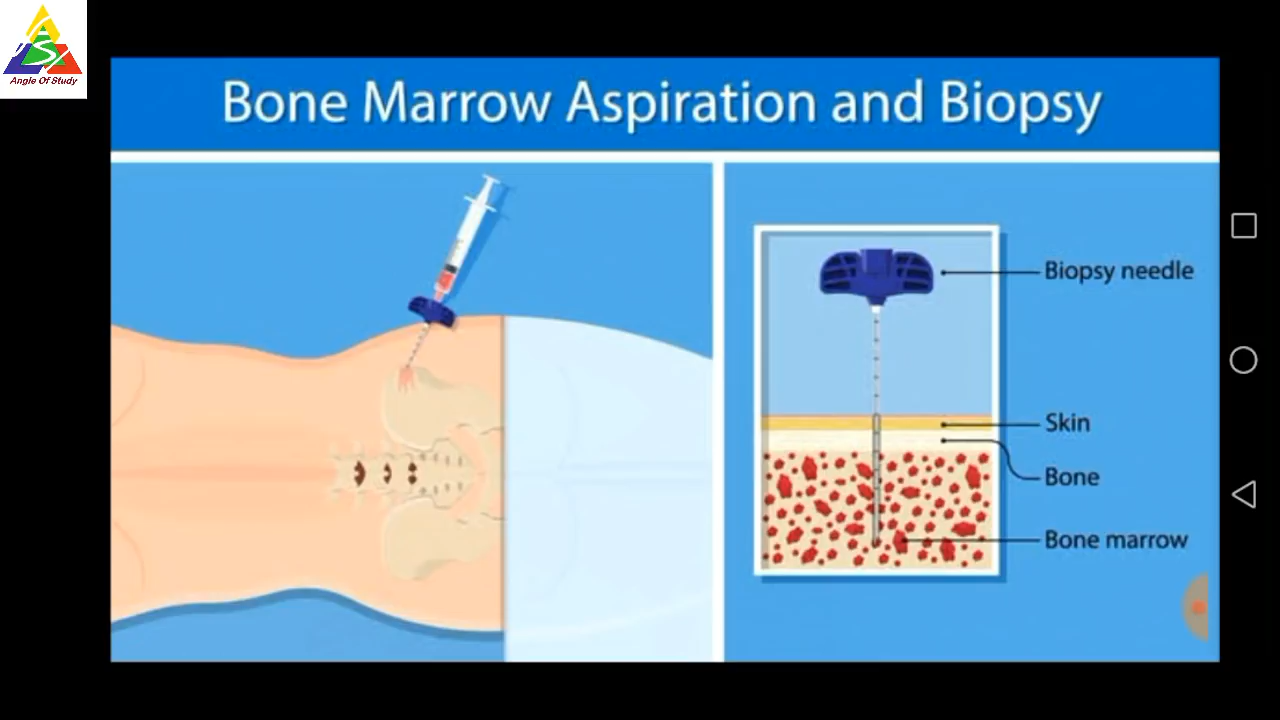 Angle Of Study
Bone Marrow Aspiration and Biopsy
Biopsy needle
Skin
Bone
Bone marrow